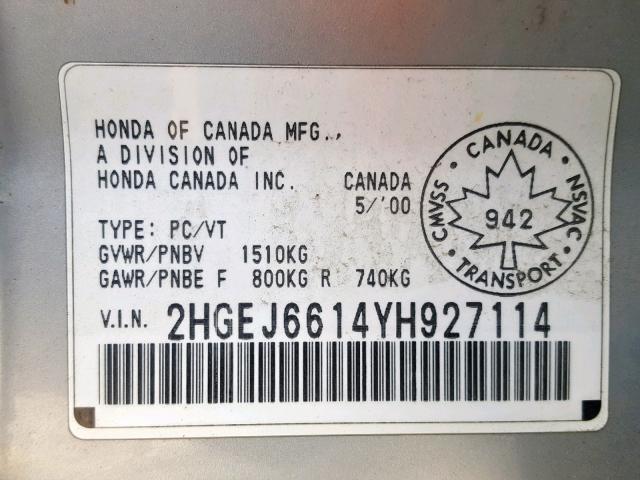 HONDA OF CANADA MFG.,
A DIVISION OF
HONDA CANADA INC. CANADA
5/'00
TYPE: PC/VT
GVWR/PNBV 1510KG
GAWR/PNBE F 800KG R 740KG
V.I.N. 2HGEJ6614YH927114
CMVSS • CANADA • NSVAC • TRANSPORT •
942